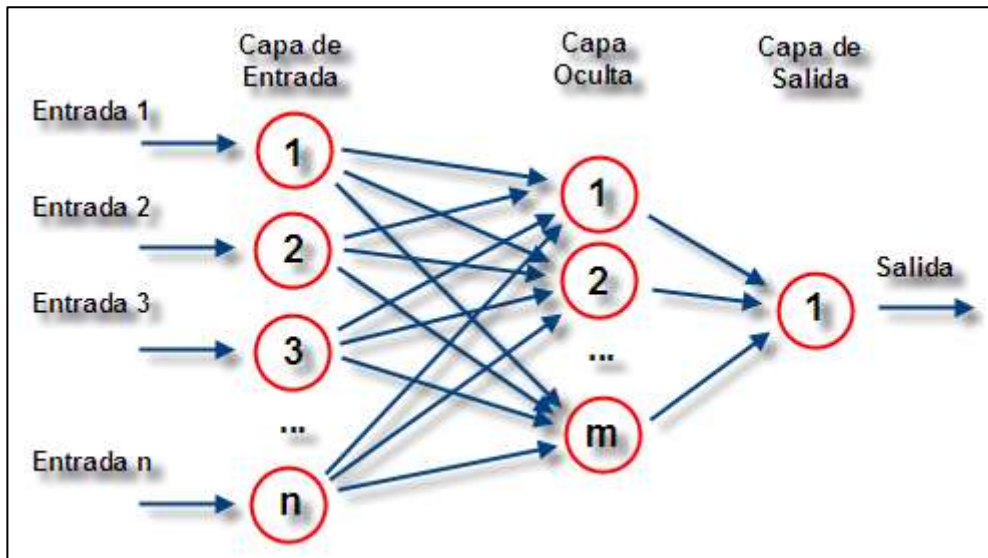 Capa de
Entrada
Capa
Oculta
Capa de
Salida
Entrada 1
1
Entrada 2
2
Entrada 3
3
...
Entrada n
n
1
2
...
m
1
Salida